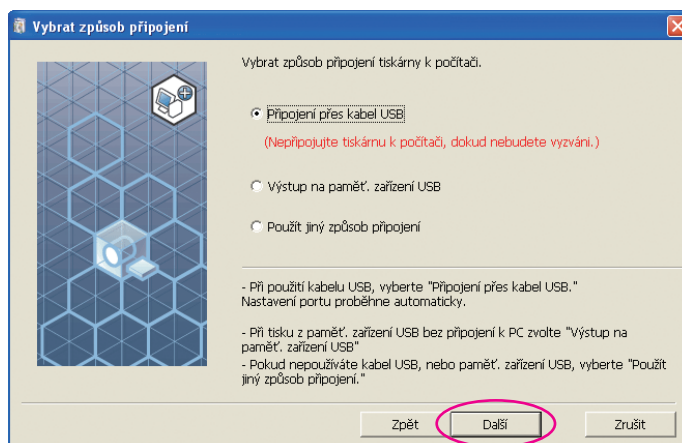 Vybrat způsob připojení
Vybrat způsob připojení tiskárny k počítači.
Připojení přes kabel USB
(Nepřipojujte tiskárnu k počítači, dokud nebudete vyzváni.)
Výstup na paměť. zařízení USB
Použít jiný způsob připojení
- Při použití kabelu USB, vyberte "Připojení přes kabel USB."
Nastavení portu proběhne automaticky.
- Při tisku z paměť. zařízení USB bez připojení k PC zvolte "Výstup na
paměť. zařízení USB"
- Pokud nepoužíváte kabel USB, nebo paměť. zařízení USB, vyberte "Použít
jiný způsob připojení."
Zpět
Další
Zrušit